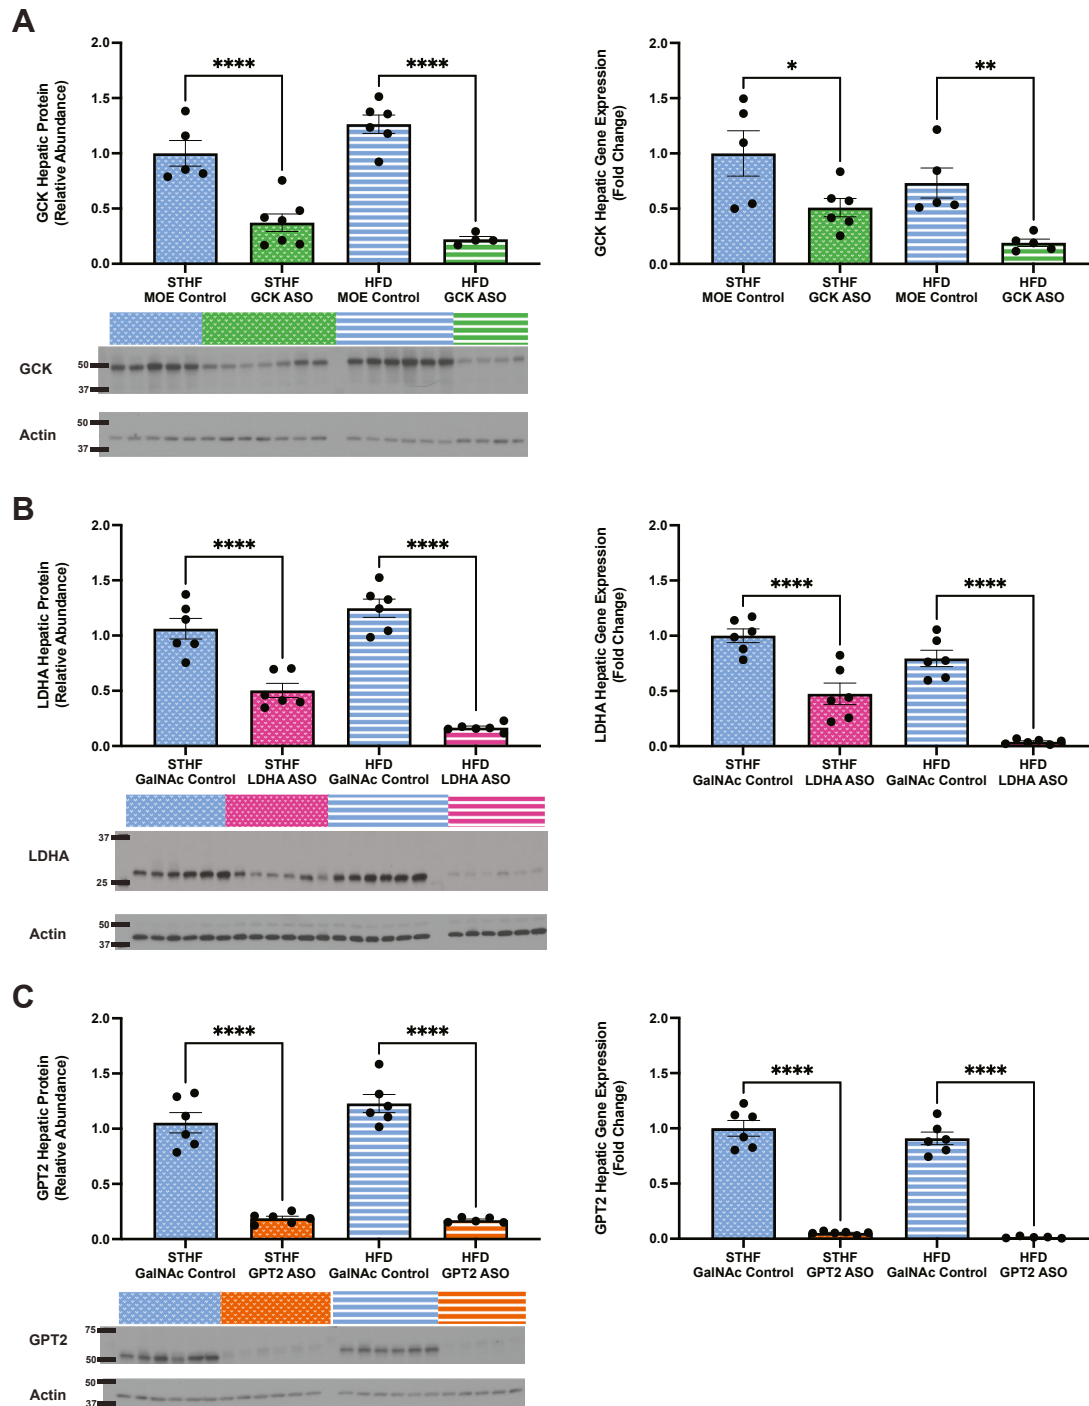 A
GCK Hepatic Protein
(Relative Abundance)
2.0
1.5
1.0
0.5
0.0
****
****
STHF
MOE Control
STHF
GCK ASO
HFD
MOE Control
HFD
GCK ASO
GCK Hepatic Gene Expression
(Fold Change)
2.0
1.5
1.0
0.5
0.0
*
**
STHF
MOE Control
STHF
GCK ASO
HFD
MOE Control
HFD
GCK ASO
GCK
50
37
Actin
50
37
B
LDHA Hepatic Protein
(Relative Abundance)
2.0
1.5
1.0
0.5
0.0
****
****
STHF
GalNAc Control
STHF
LDHA ASO
HFD
GalNAc Control
HFD
LDHA ASO
LDHA Hepatic Gene Expression
(Fold Change)
2.0
1.5
1.0
0.5
0.0
****
****
STHF
GalNAc Control
STHF
LDHA ASO
HFD
GalNAc Control
HFD
LDHA ASO
LDHA
37
25
Actin
50
37
C
GPT2 Hepatic Protein
(Relative Abundance)
2.0
1.5
1.0
0.5
0.0
****
****
STHF
GalNAc Control
STHF
GPT2 ASO
HFD
GalNAc Control
HFD
GPT2 ASO
GPT2 Hepatic Gene Expression
(Fold Change)
2.0
1.5
1.0
0.5
0.0
****
****
STHF
GalNAc Control
STHF
GPT2 ASO
HFD
GalNAc Control
HFD
GPT2 ASO
GPT2
75
50
Actin
50
37